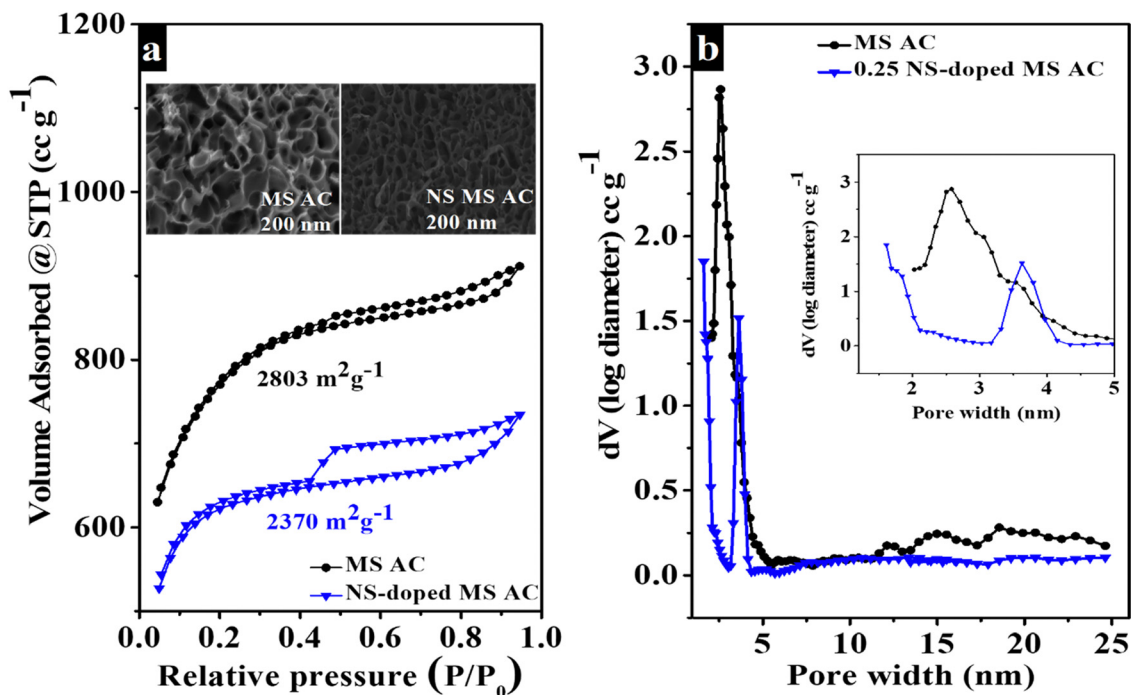 a
1200
1000
800
600
Volume Adsorbed @STP (cc g-1)
MS AC
200 nm
NS MS AC
200 nm
2803 m2g-1
2370 m2g-1
MS AC
NS-doped MS AC
0.0 0.2 0.4 0.6 0.8 1.0
Relative pressure (P/P0)
b
MS AC
0.25 NS-doped MS AC
3.0
2.5
2.0
1.5
1.0
0.5
0.0
dV (log diameter) cc g-1
3
2
1
0
dV (log diameter) cc g-1
2 3 4 5
Pore width (nm)
5 10 15 20 25
Pore width (nm)